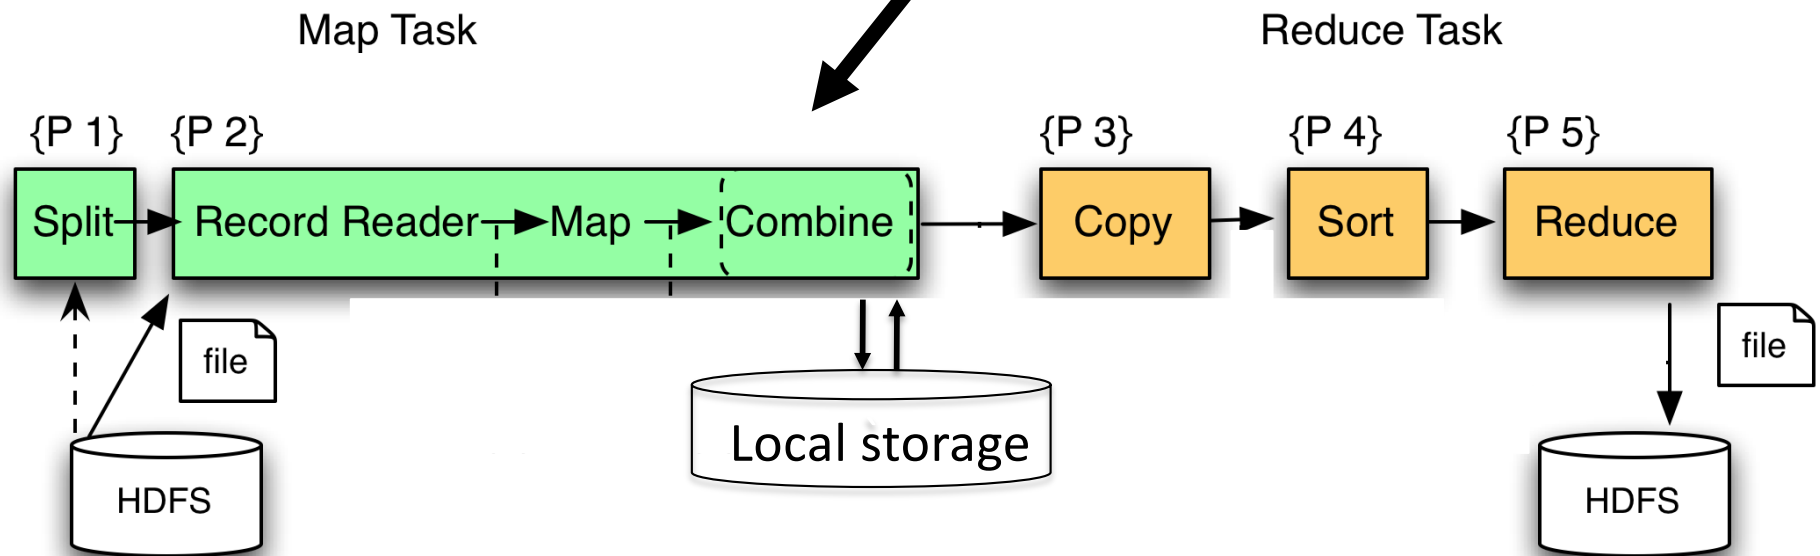 Map Task
Reduce Task
{P 1}
{P 2}
{P 3}
{P 4}
{P 5}
Split
Record Reader
Map
Combine
Copy
Sort
Reduce
file
file
Local storage
HDFS
HDFS